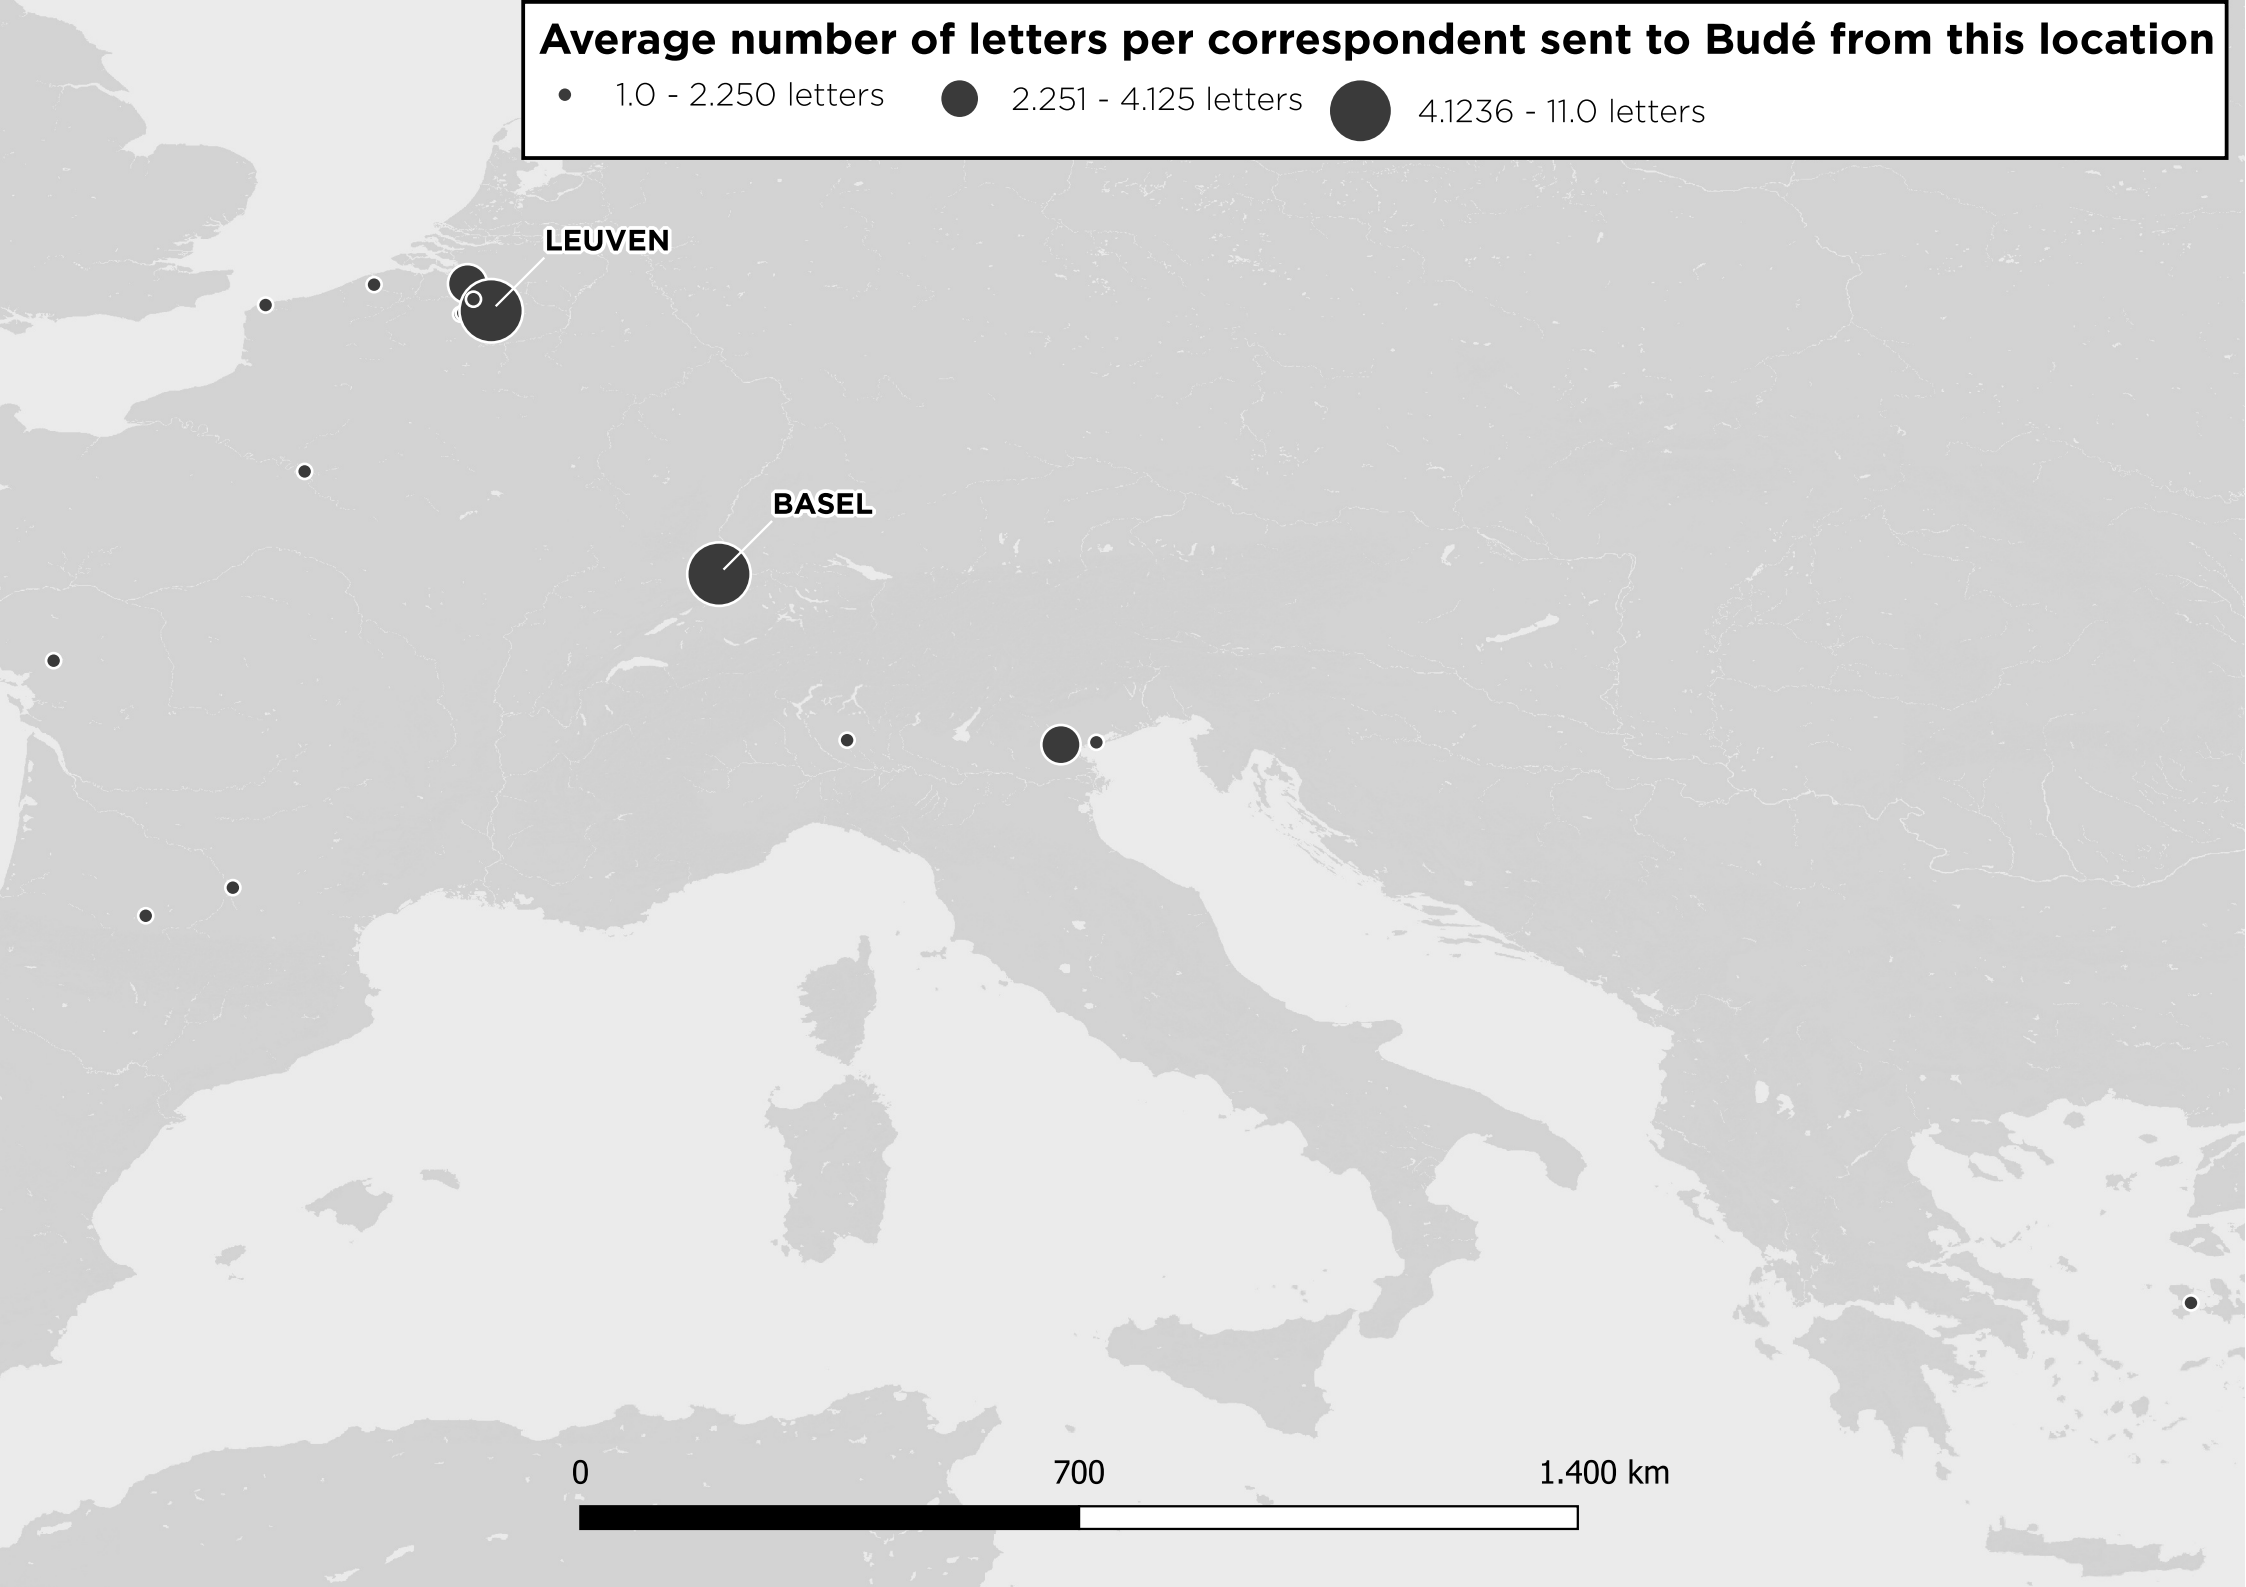 Average number of letters per correspondent sent to Budé from this location
1.0 - 2.250 letters
2.251 - 4.125 letters
4.1236 - 11.0 letters
LEUVEN
BASEL
0 700 1.400 km